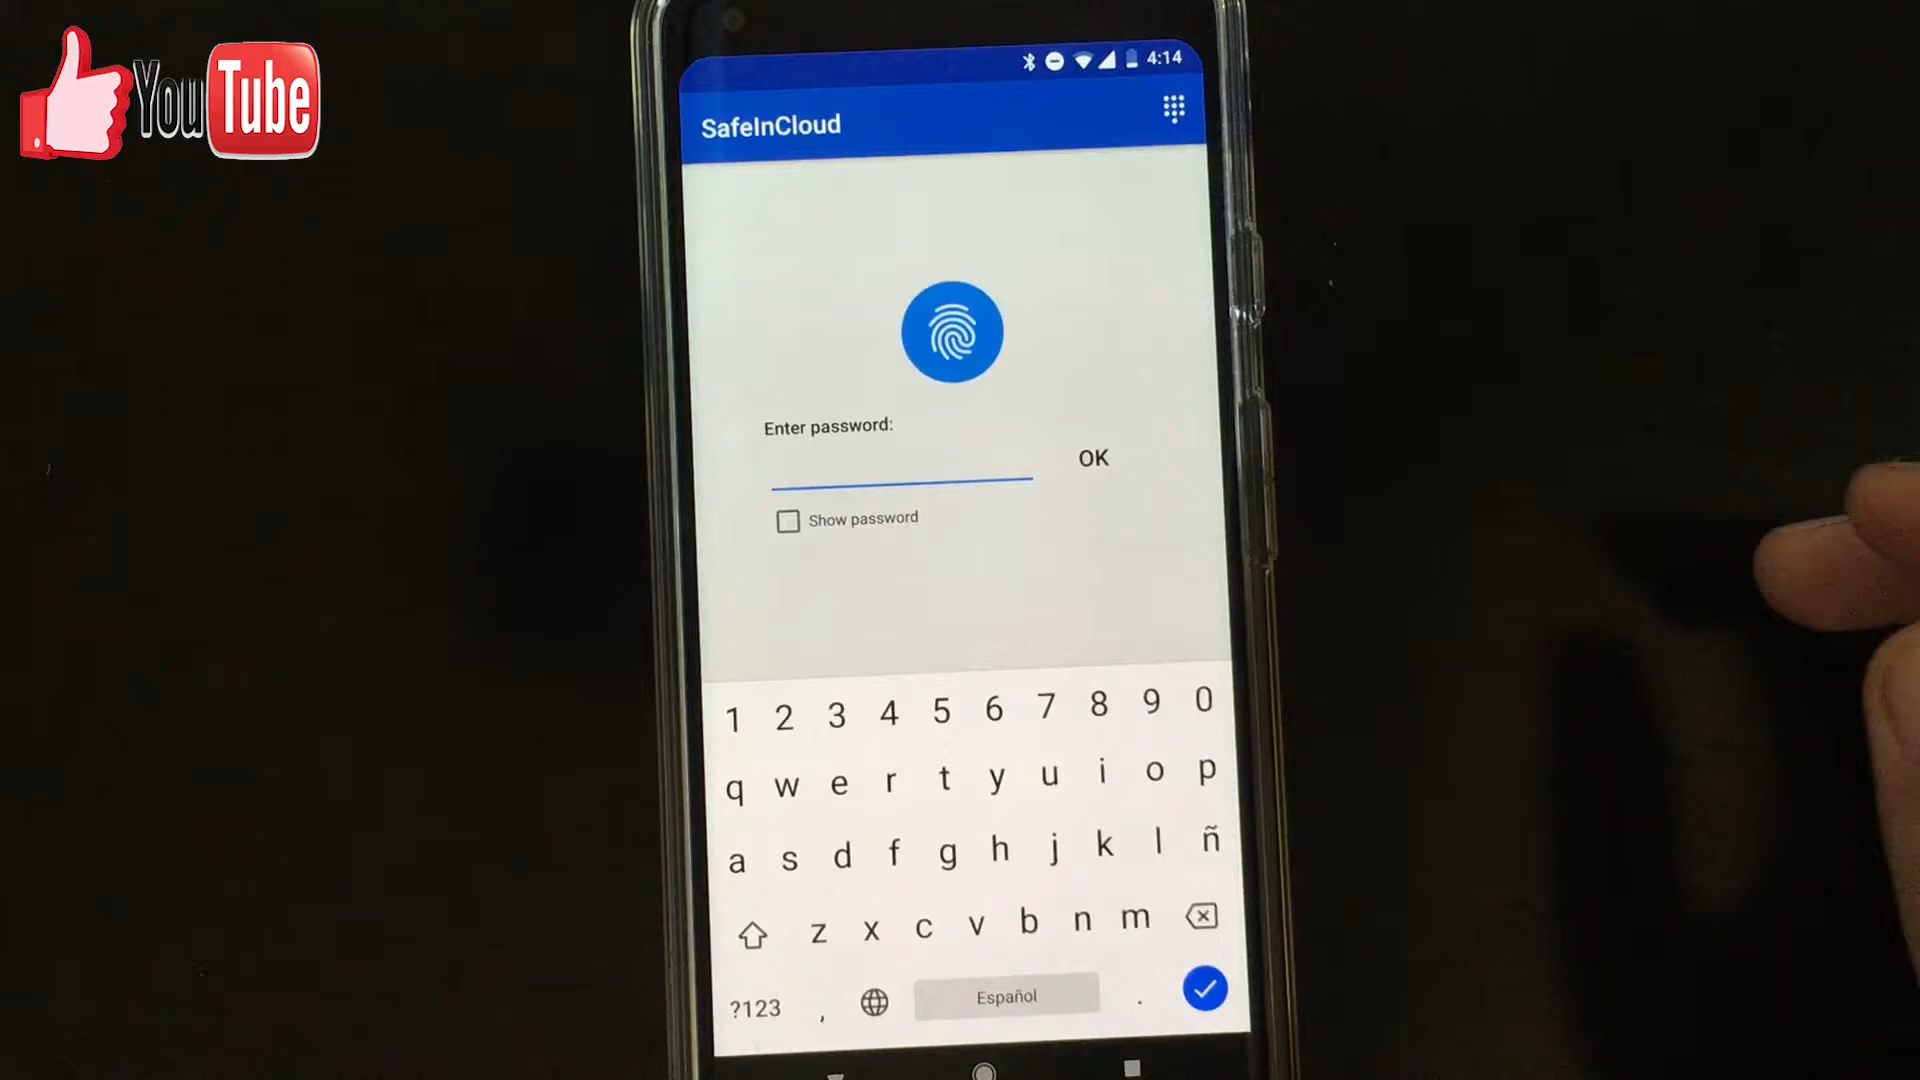 YouTube
4:14
SafeInCloud
Enter password:
OK
Show password
1 2 3 4 5 6 7 8 9 0
q w e r t y u i o p
a s d f g h j k l ñ
z x c v b n m
?123 , Español .